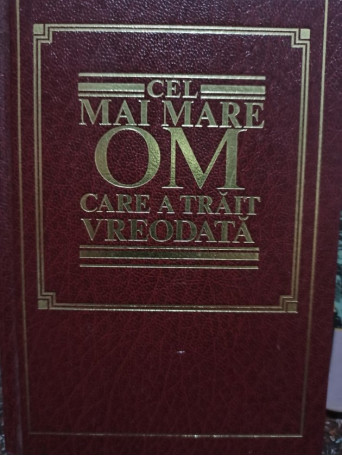 CEL
MAI MARE
OM
CARE A TRĂIT
VREODATĂ